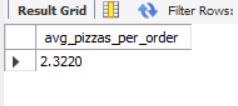 Result Grid Filter Rows:
avg_pizzas_per_order
2.3220